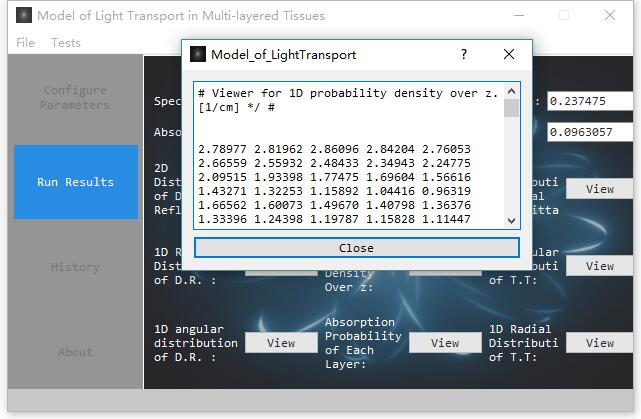 Model of Light Transport in Multi-layered Tissues
File Tests
Configure
Parameters
Run Results
History
About
Model_of_LightTransport
?
# Viewer for 1D probability density over z.
[1/cm] */ #
2.78977 2.81962 2.86096 2.84204 2.76053
2.66559 2.55932 2.48433 2.34943 2.24775
2.09515 1.93398 1.77475 1.69604 1.56616
1.43271 1.32253 1.15892 1.04416 0.96319
1.66562 1.60073 1.49670 1.40798 1.36376
1.33396 1.24398 1.19787 1.15828 1.11447
Close
Spec
: 0.237475
Abso
0.0963057
2D
Dist
of D
Refl
buti
al
itta
View
1D R
Dist
of D.R. :
Density
Over z:
buti
of T.T:
View
1D angular
distribution
of D.R. :
View
Absorption
Probability
of Each
Layer:
View
1D Radial
Distributi
of T.T:
View